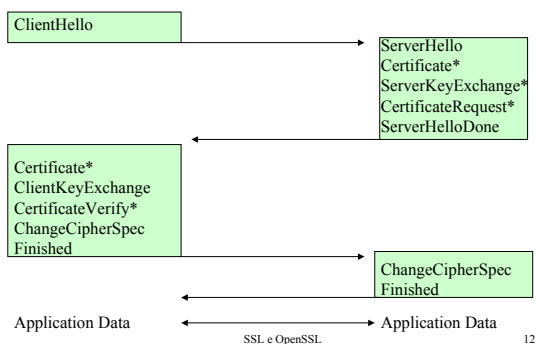 ClientHello
ServerHello
Certificate*
ServerKeyExchange*
CertificateRequest*
ServerHelloDone
Certificate*
ClientKeyExchange
CertificateVerify*
ChangeCipherSpec
Finished
ChangeCipherSpec
Finished
Application Data
Application Data
SSL e OpenSSL
12